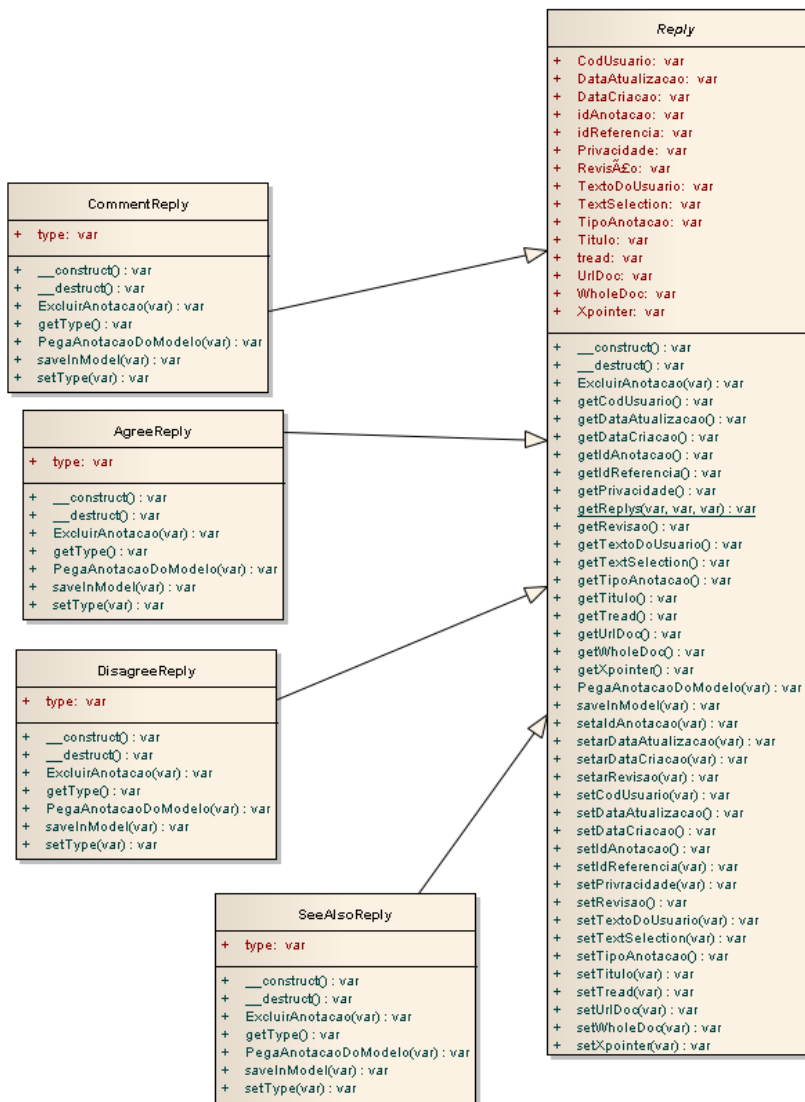 Reply
+ CodUsuario: var
+ DataAtualizacao: var
+ DataCriacao: var
+ idAnotacao: var
+ idReferencia: var
+ Privacidade: var
+ RevisÃ£o: var
+ TextoDoUsuario: var
+ TextSelection: var
+ TipoAnotacao: var
+ Titulo: var
+ tread: var
+ UrlDoc: var
+ WholeDoc: var
+ Xpointer: var
+ __construct() : var
+ __destruct() : var
+ ExcluirAnotacao(var) : var
+ getCodUsuario() : var
+ getDataAtualizacao() : var
+ getDataCriacao() : var
+ getIdAnotacao() : var
+ getIdReferencia() : var
+ getPrivacidade() : var
+ getReplys(var, var, var) : var
+ getRevisao() : var
+ getTextoDoUsuario() : var
+ getTextSelection() : var
+ getTipoAnotacao() : var
+ getTitulo() : var
+ getTread() : var
+ getUrlDoc() : var
+ getWholeDoc() : var
+ getXpointer() : var
+ PegaAnotacaoDoModelo(var) : var
+ saveInModel(var) : var
+ setaIdAnotacao(var) : var
+ setarDataAtualizacao(var) : var
+ setarDataCriacao(var) : var
+ setarRevisao(var) : var
+ setCodUsuario(var) : var
+ setDataAtualizacao() : var
+ setDataCriacao() : var
+ setIdAnotacao() : var
+ setIdReferencia(var) : var
+ setPrivracidade(var) : var
+ setRevisao() : var
+ setTextoDoUsuario(var) : var
+ setTextSelection(var) : var
+ setTipoAnotacao() : var
+ setTitulo(var) : var
+ setTread(var) : var
+ setUrlDoc(var) : var
+ setWholeDoc(var) : var
+ setXpointer(var) : var
CommentReply
+ type: var
+ __construct() : var
+ __destruct() : var
+ ExcluirAnotacao(var) : var
+ getType() : var
+ PegaAnotacaoDoModelo(var) : var
+ saveInModel(var) : var
+ setType(var) : var
AgreeReply
+ type: var
+ __construct() : var
+ __destruct() : var
+ ExcluirAnotacao(var) : var
+ getType() : var
+ PegaAnotacaoDoModelo(var) : var
+ saveInModel(var) : var
+ setType(var) : var
DisagreeReply
+ type: var
+ __construct() : var
+ __destruct() : var
+ ExcluirAnotacao(var) : var
+ getType() : var
+ PegaAnotacaoDoModelo(var) : var
+ saveInModel(var) : var
+ setType(var) : var
SeeAlsoReply
+ type: var
+ __construct() : var
+ __destruct() : var
+ ExcluirAnotacao(var) : var
+ getType() : var
+ PegaAnotacaoDoModelo(var) : var
+ saveInModel(var) : var
+ setType(var) : var